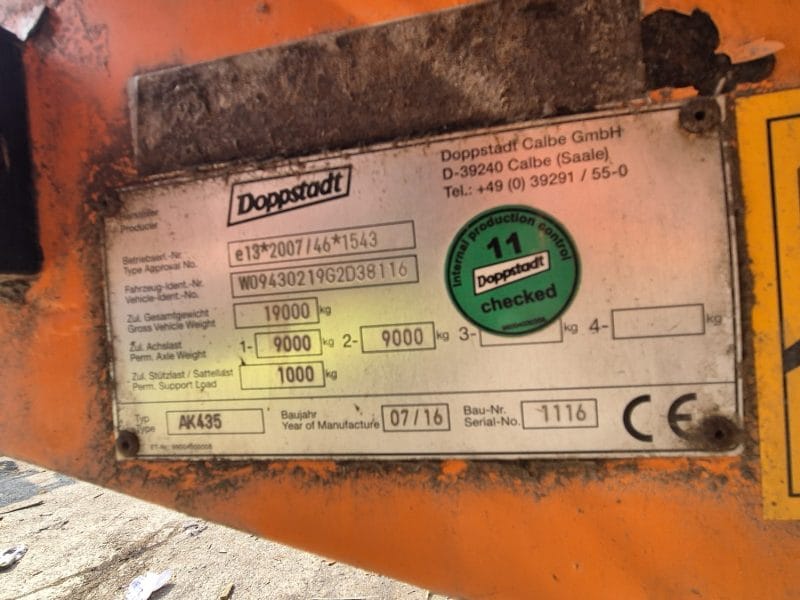 Doppstadt
Doppstadt Calbe GmbH
D-39240 Calbe (Saale)
Tel.: +49 (0) 39291 / 55-0
Hersteller
Producer
Betriebserl.-Nr.
Type Approval No.
e13*2007/46*1543
Fahrzeug-Ident.-Nr.
Vehicle-Ident.-No.
W09430219G2D38116
Zul. Gesamtgewicht
Gross Vehicle Weight
19000 kg
Zul. Achslast
Perm. Axle Weight
1- 9000 kg 2- 9000 kg 3- kg 4- kg
Zul. Stützlast / Sattellast
Perm. Support Load
1000 kg
Internal production control
11
Doppstadt
checked
Typ
Type
AK435
Baujahr
Year of Manufacture
07/16
Bau-Nr.
Serial-No.
1116
CE